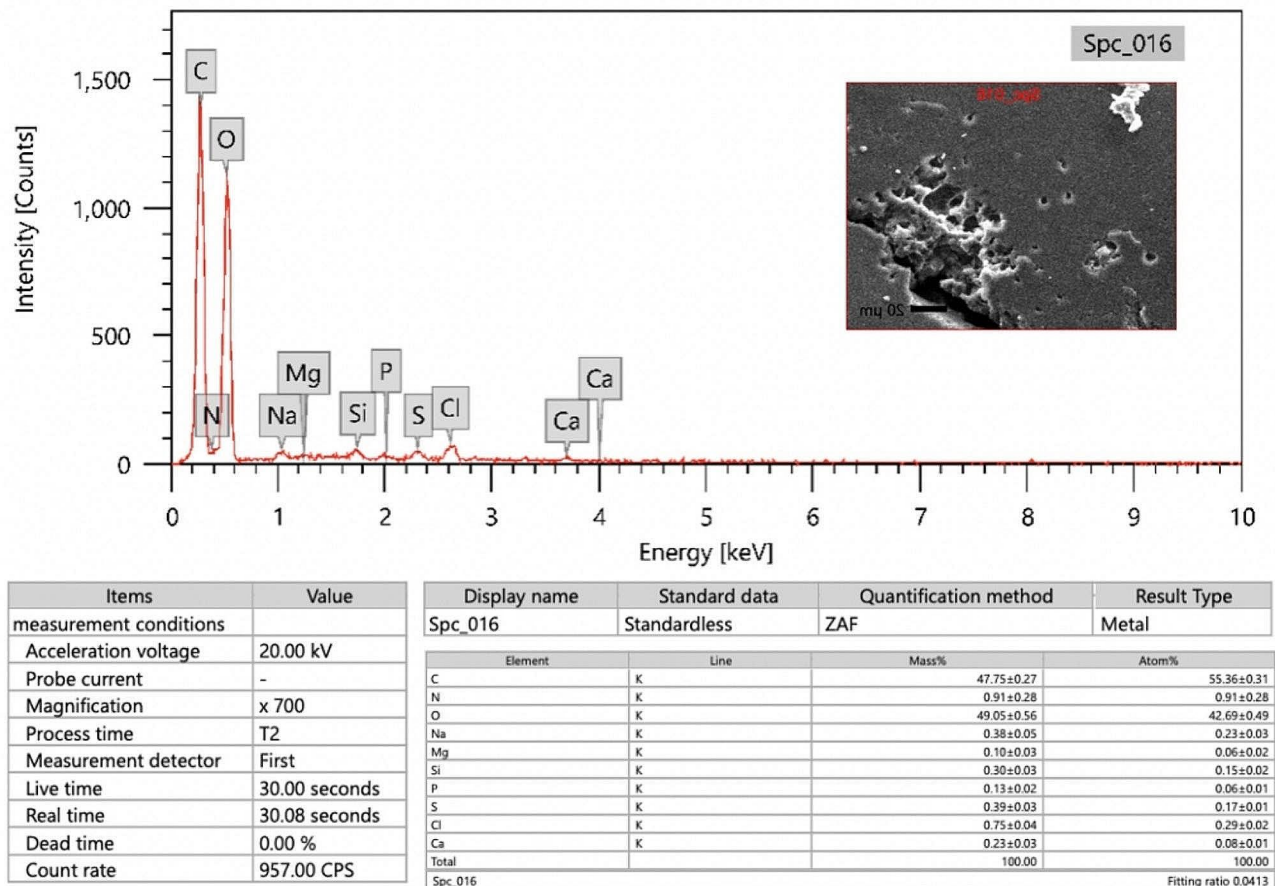 Spc_016
Intensity [Counts]
1,500
1,000
500
0
C
O
N
Na
Mg
Si
P
S
Cl
Ca
Ca
Spc_016
20 μm
0 1 2 3 4 5 6 7 8 9 10
Energy [keV]
Items Value
measurement conditions
Acceleration voltage 20.00 kV
Probe current -
Magnification x 700
Process time T2
Measurement detector First
Live time 30.00 seconds
Real time 30.08 seconds
Dead time 0.00 %
Count rate 957.00 CPS
Display name Standard data Quantification method Result Type
Spc_016 Standardless ZAF Metal
Element Line Mass% Atom%
C K 47.75±0.27 55.36±0.31
N K 0.91±0.28 0.91±0.28
O K 49.05±0.56 42.69±0.49
Na K 0.38±0.05 0.23±0.03
Mg K 0.10±0.03 0.06±0.02
Si K 0.30±0.03 0.15±0.02
P K 0.13±0.02 0.06±0.01
S K 0.39±0.03 0.17±0.01
Cl K 0.75±0.04 0.29±0.02
Ca K 0.23±0.03 0.08±0.01
Total 100.00 100.00
Spc_016 Fitting ratio 0.0413